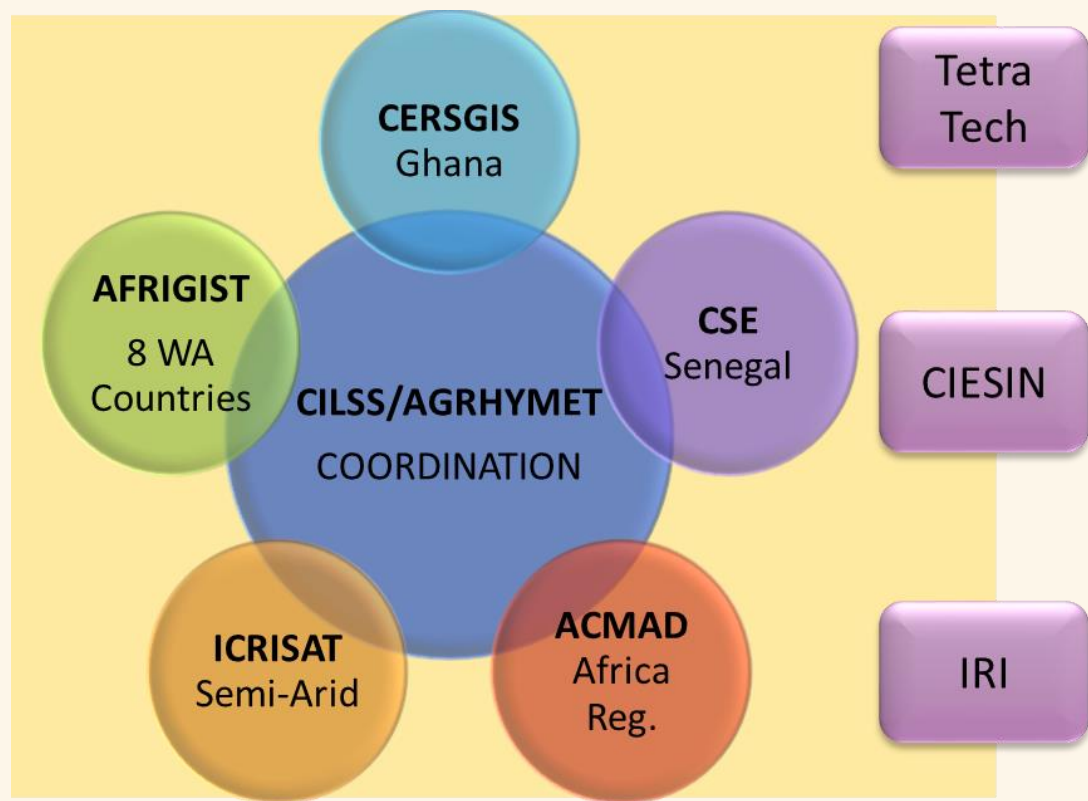 CERSGIS
Ghana
AFRIGIST
8 WA
Countries
CSE
Senegal
CILSS/AGRHYMET
COORDINATION
ICRISAT
Semi-Arid
ACMAD
Africa
Reg.
Tetra
Tech
CIESIN
IRI